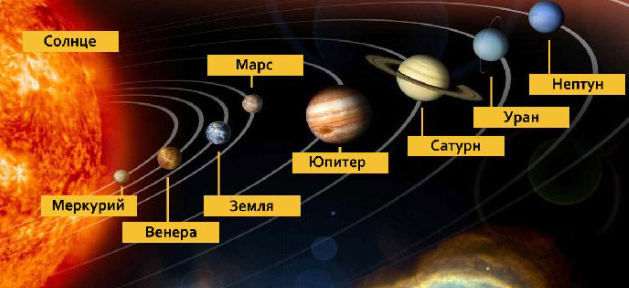 Солнце
Меркурий
Венера
Земля
Марс
Юпитер
Сатурн
Уран
Нептун